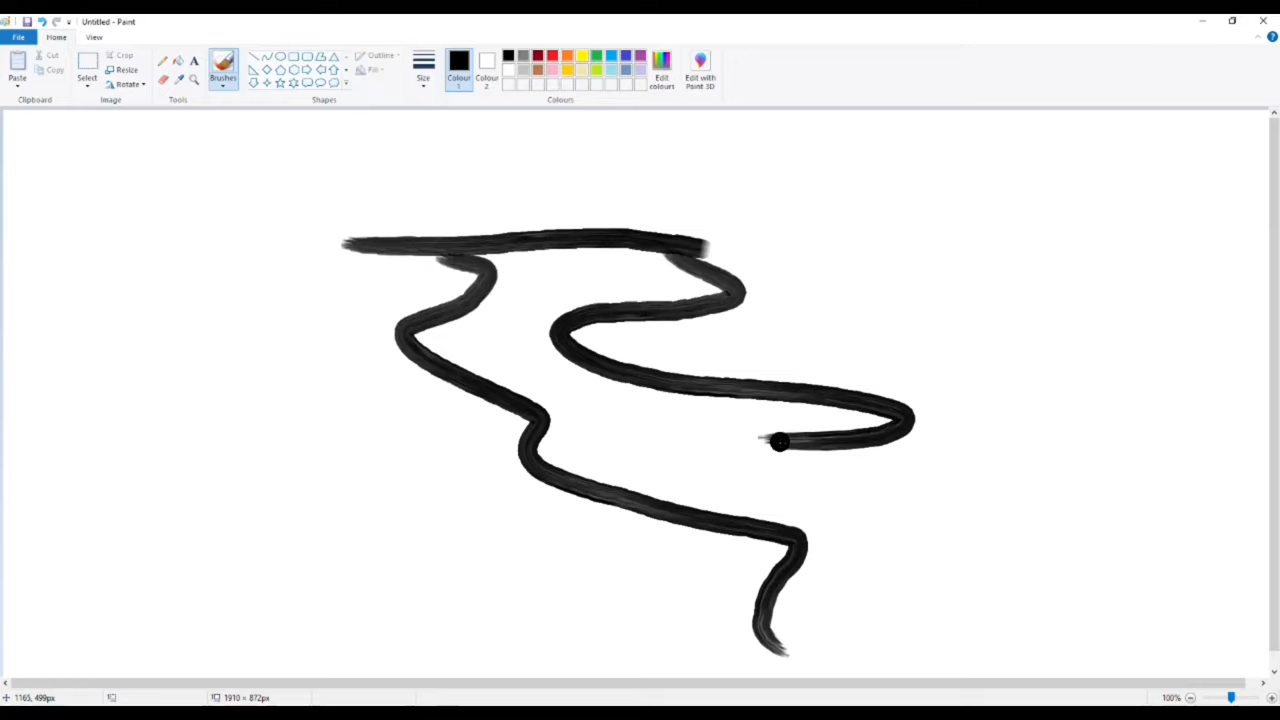 Untitled - Paint
File Home View
Paste
Clipboard
Select
Crop
Resize
Rotate
Image
Cut
Copy
Tools
Brushes
Outline
Fill
Shapes
Size
Colour 1
Colour 2
Edit colours
Edit with Paint 3D
Colours
1165, 499px
1910 × 872px
100%